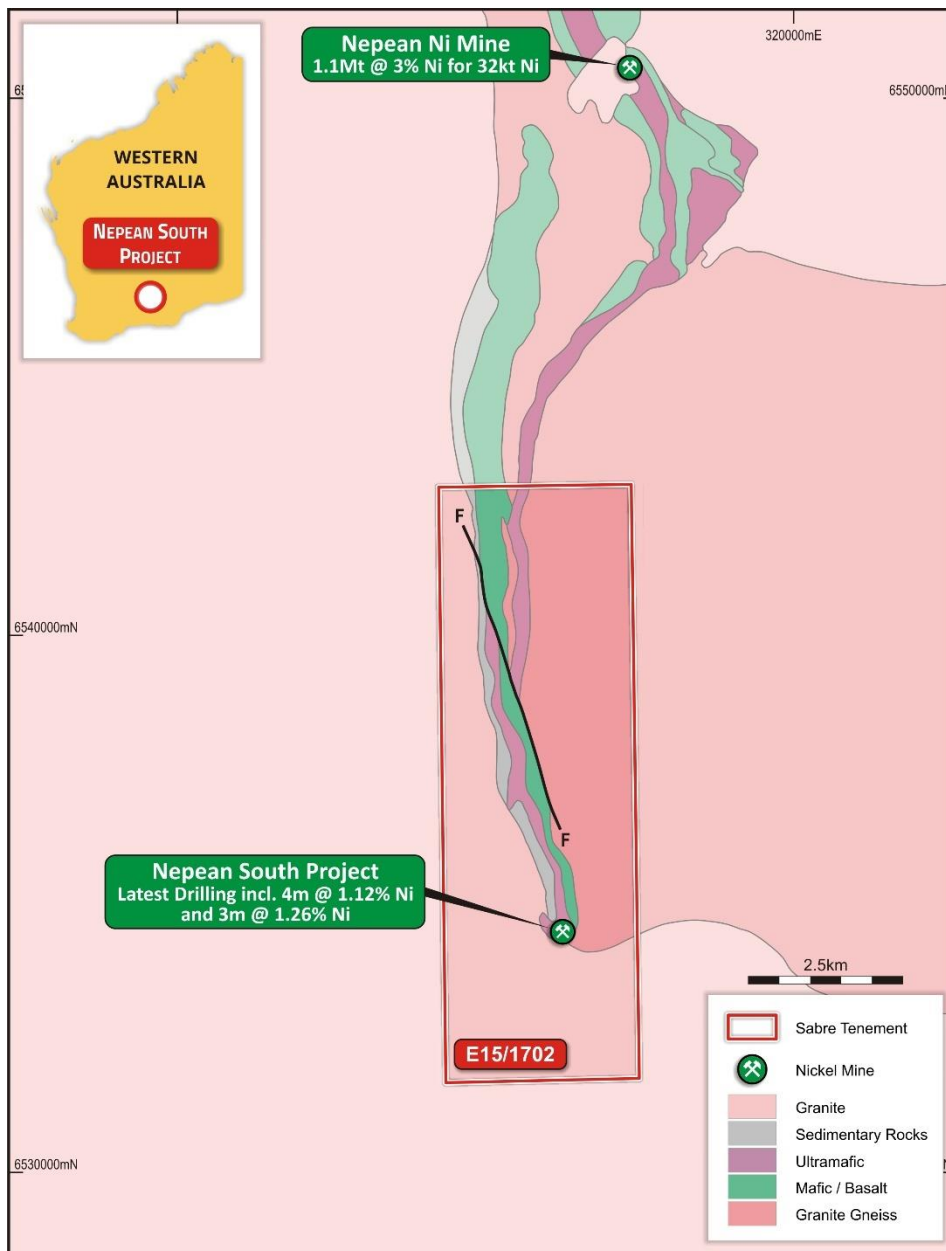 Nepean Ni Mine
1.1Mt @ 3% Ni for 32kt Ni
320000mE
6550000m
WESTERN
AUSTRALIA
NEPEAN SOUTH
PROJECT
F
6540000mN
F
Nepean South Project
Latest Drilling incl. 4m @ 1.12% Ni
and 3m @ 1.26% Ni
2.5km
E15/1702
Sabre Tenement
Nickel Mine
Granite
Sedimentary Rocks
Ultramafic
Mafic / Basalt
Granite Gneiss
6530000mN